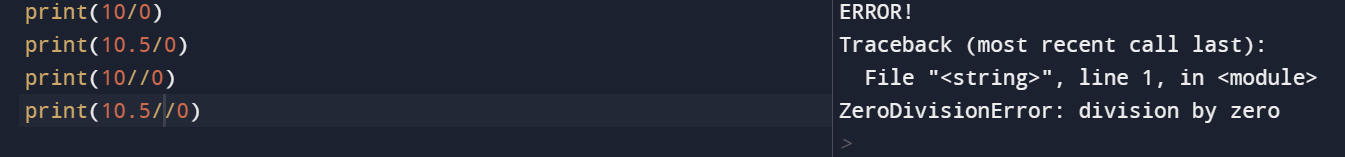 print(10/0)
print(10.5/0)
print(10//0)
print(10.5//0)
ERROR!
Traceback (most recent call last):
  File "<string>", line 1, in <module>
ZeroDivisionError: division by zero
>